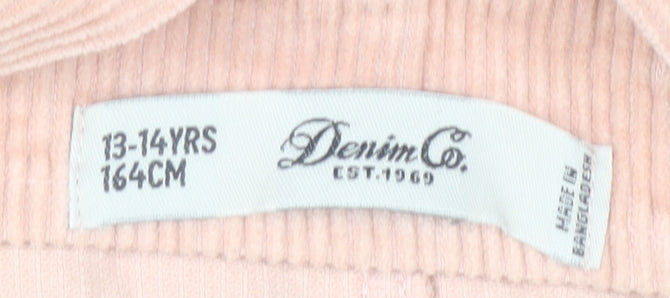 13-14YRS
164CM
Denim Co.
EST.1969
MADE IN
BANGLADESH